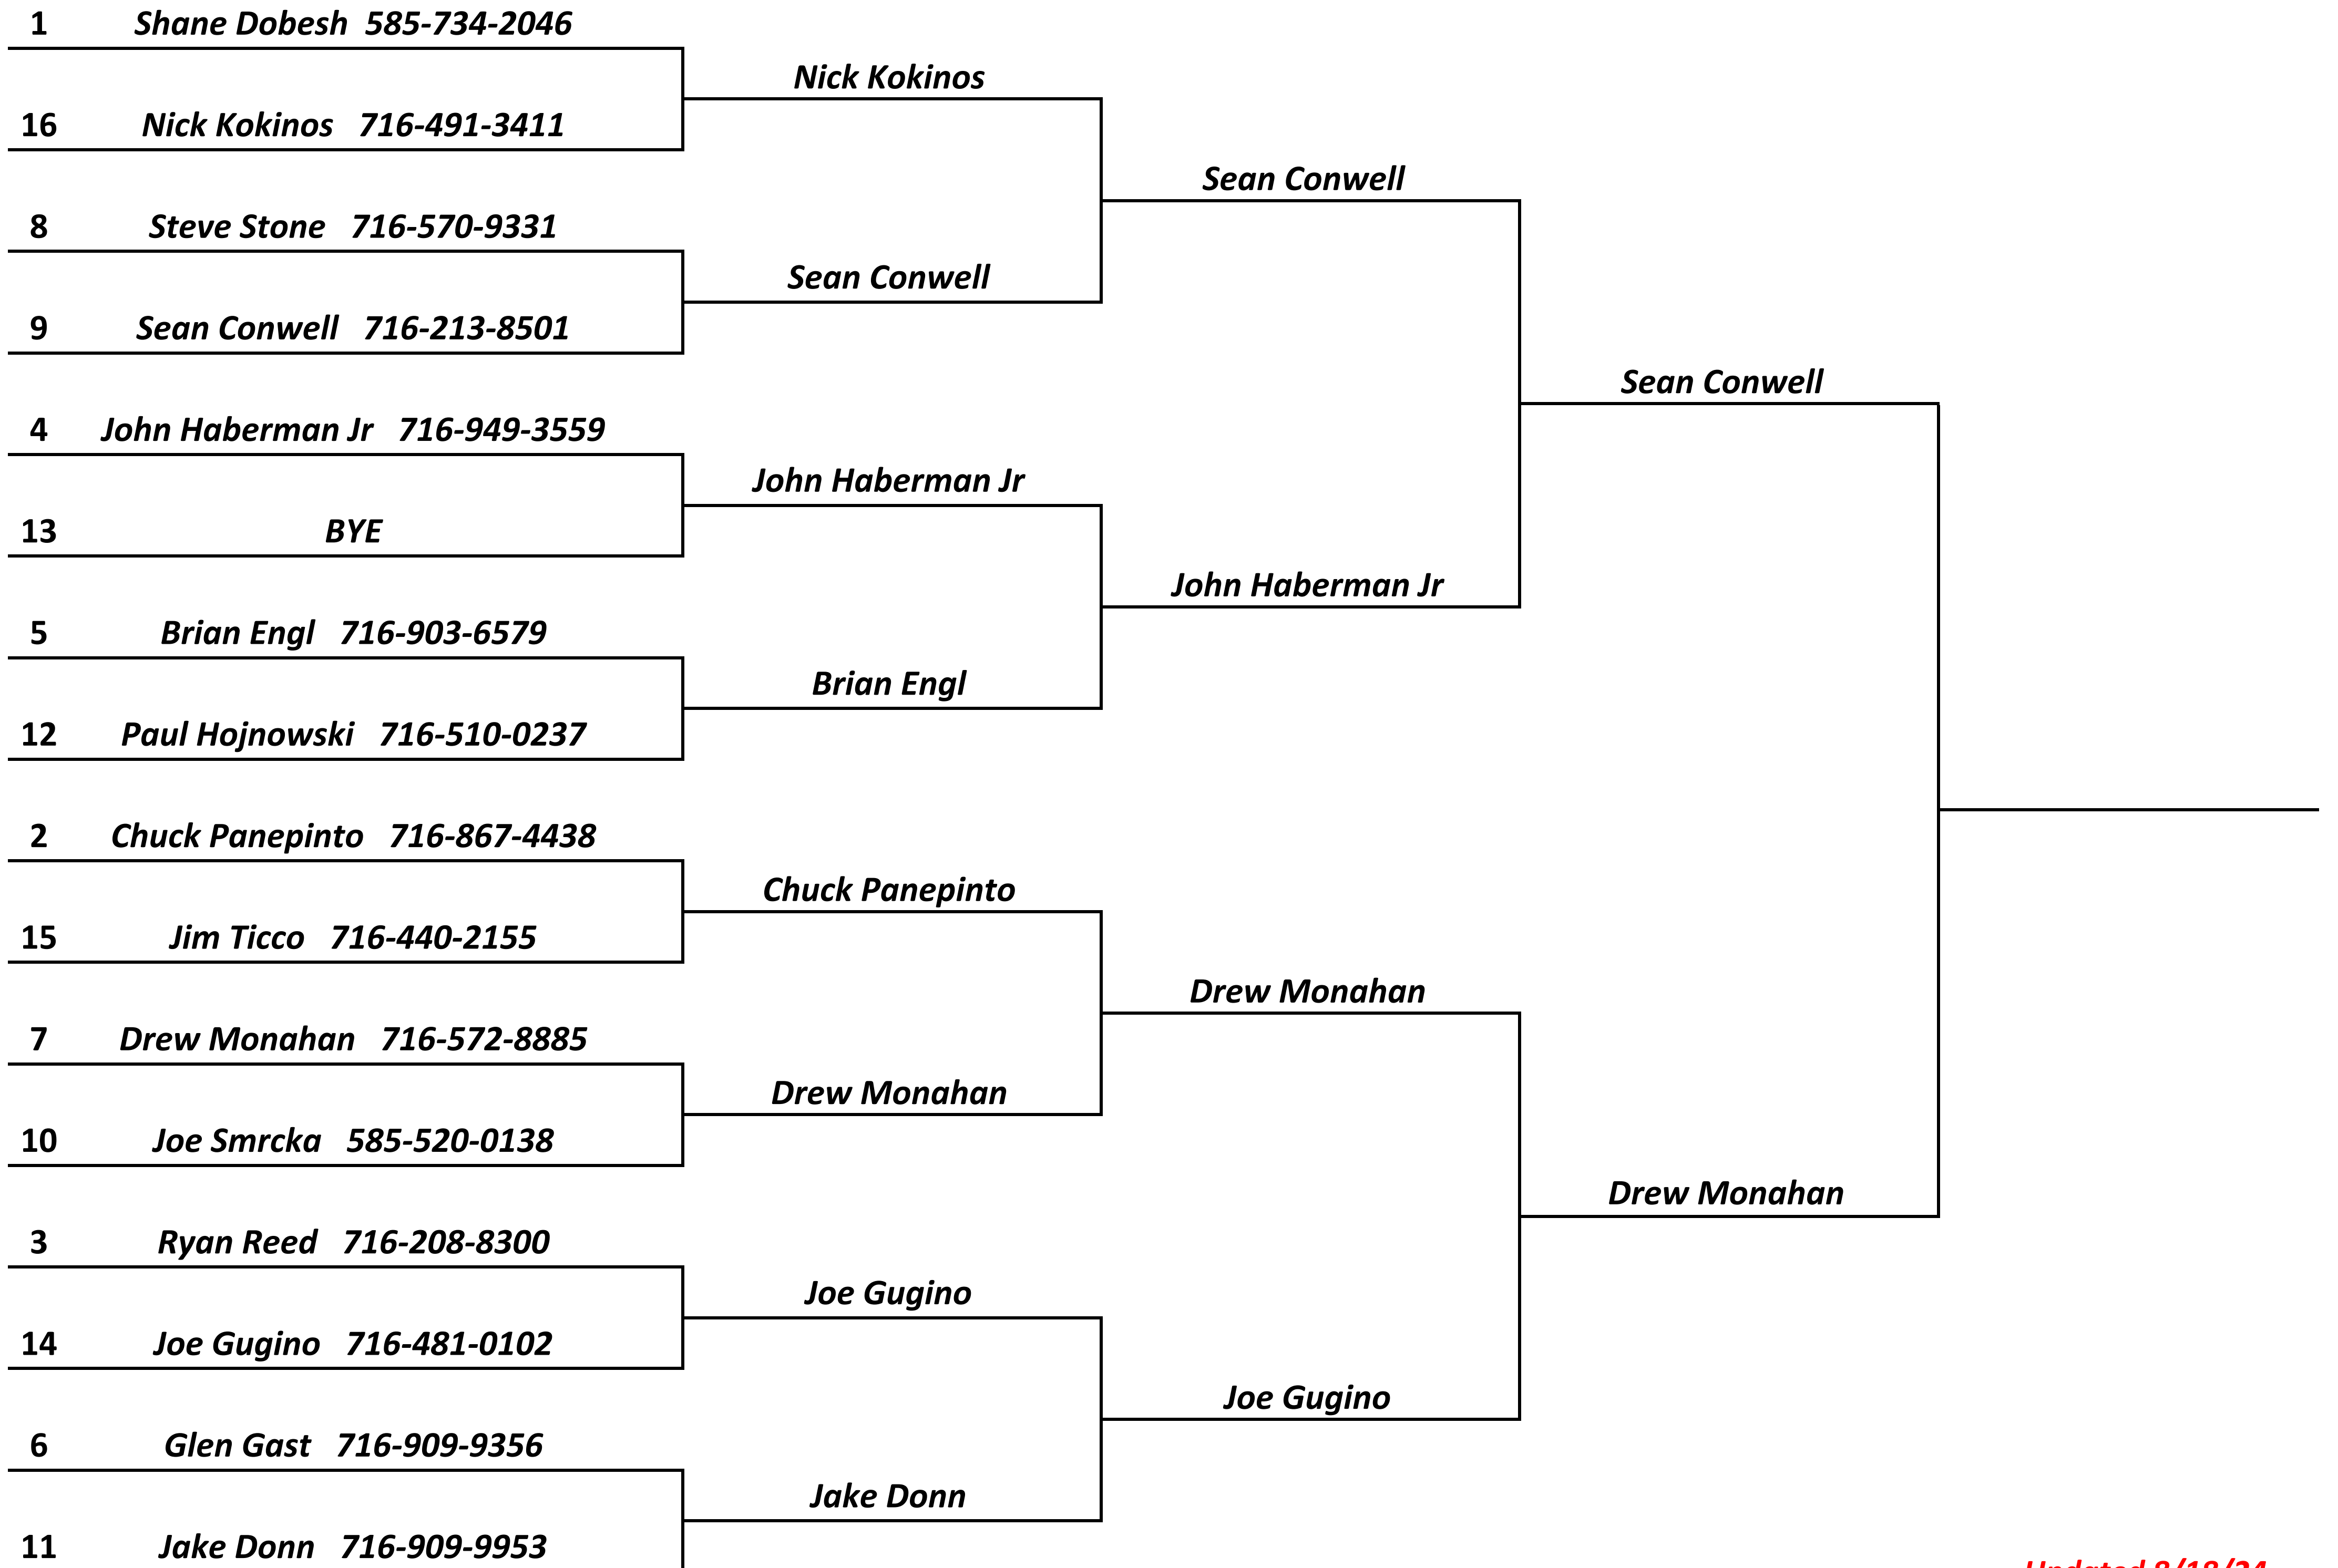 1 Shane Dobesh 585-734-2046
Nick Kokinos
16 Nick Kokinos 716-491-3411
Sean Conwell
8 Steve Stone 716-570-9331
Sean Conwell
9 Sean Conwell 716-213-8501
Sean Conwell
4 John Haberman Jr 716-949-3559
John Haberman Jr
13 BYE
John Haberman Jr
5 Brian Engl 716-903-6579
Brian Engl
12 Paul Hojnowski 716-510-0237
2 Chuck Panepinto 716-867-4438
Chuck Panepinto
15 Jim Ticco 716-440-2155
Drew Monahan
7 Drew Monahan 716-572-8885
Drew Monahan
10 Joe Smrcka 585-520-0138
Drew Monahan
3 Ryan Reed 716-208-8300
Joe Gugino
14 Joe Gugino 716-481-0102
Joe Gugino
6 Glen Gast 716-909-9356
Jake Donn
11 Jake Donn 716-909-9953
Updated 8/18/24